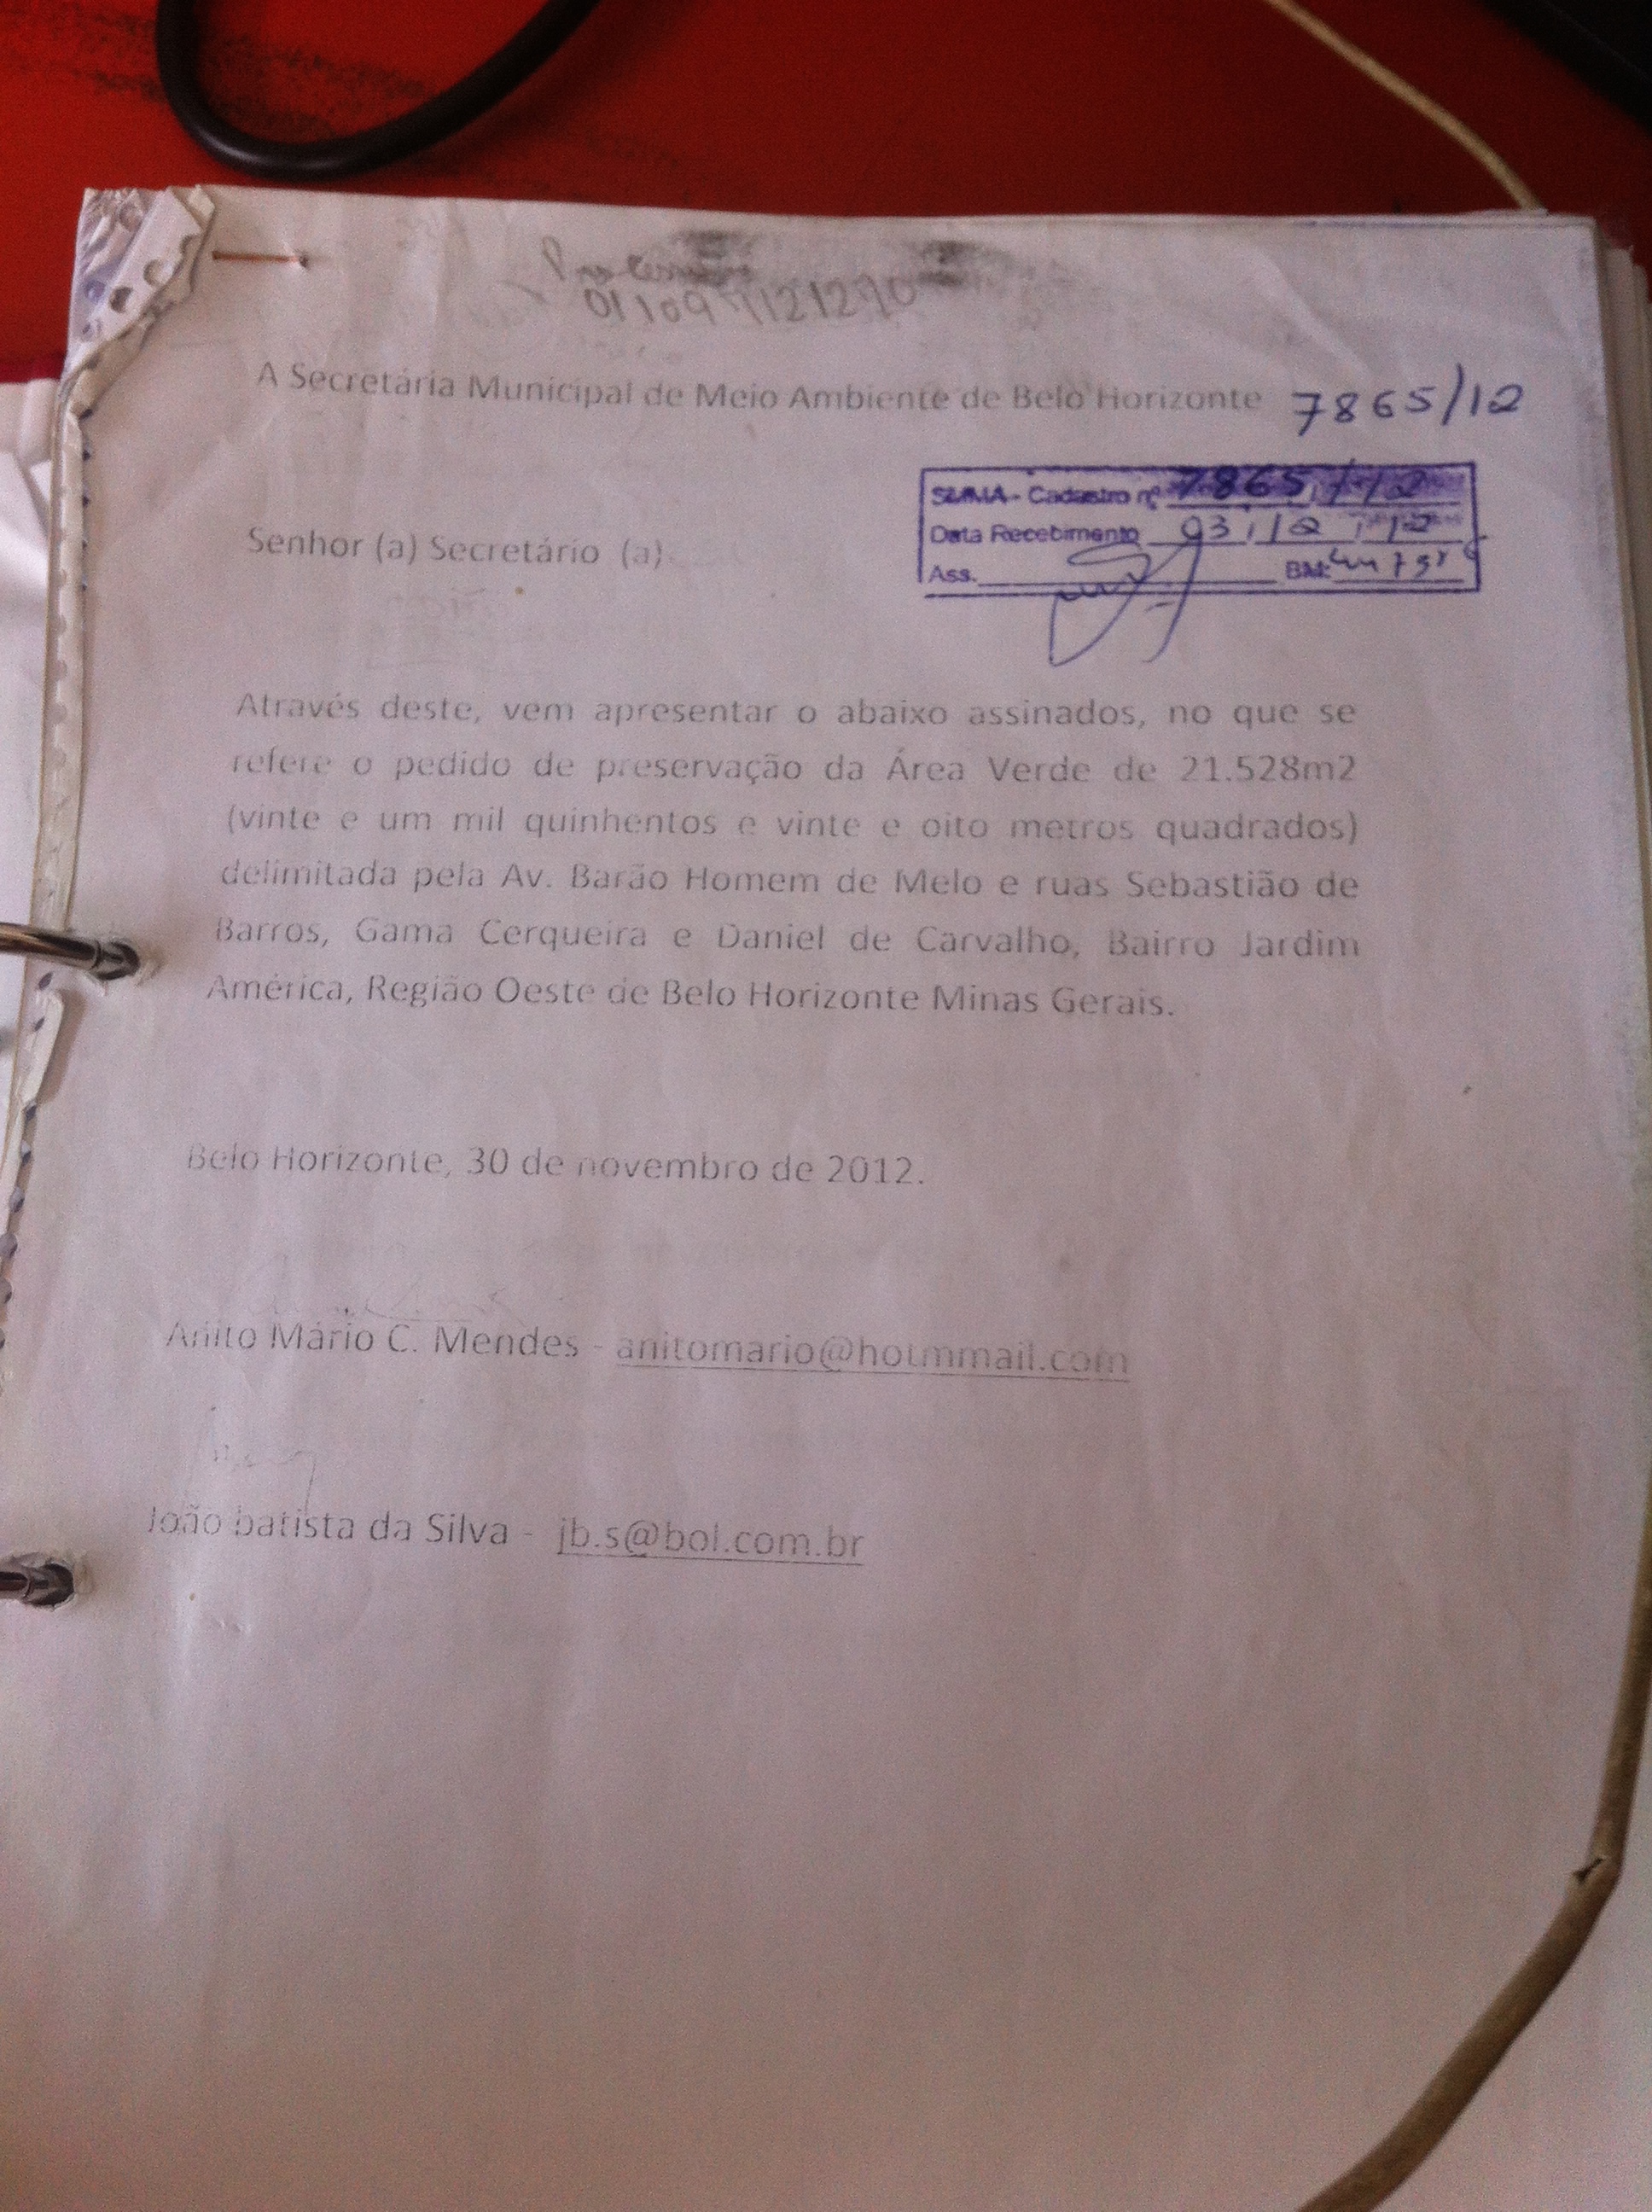 Processo
A Secretária Municipal de Meio Ambiente de Belo Horizonte 7865/12
SMMA - Cadastro nº 7865/12
Data Recebimento 03/12/12
Senhor (a) Secretário (a).
Ass. BM:
Através deste, vem apresentar o abaixo assinados, no que se
refere o pedido de preservação da Área Verde de 21.528m2
(vinte e um mil quinhentos e vinte e oito metros quadrados)
delimitada pela Av. Barão Homem de Melo e ruas Sebastião de
Barros, Gama Cerqueira e Daniel de Carvalho, Bairro Jardim
América, Região Oeste de Belo Horizonte Minas Gerais.
Belo Horizonte, 30 de novembro de 2012.
Anito Mário C. Mendes - anitomario@hotmmail.com
João batista da Silva - jb.s@bol.com.br